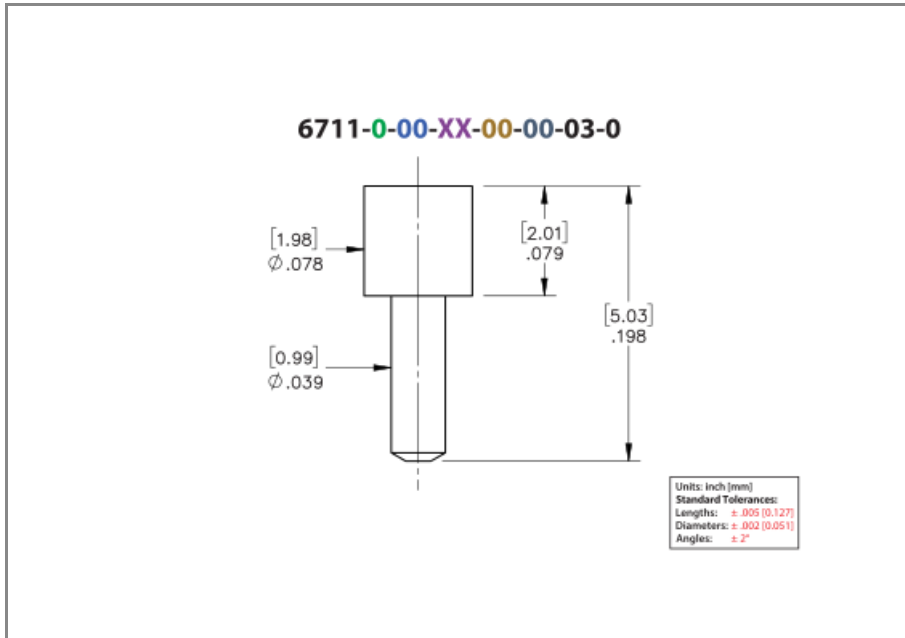 6711-0-00-XX-00-00-03-0
[1.98]
⌀.078
[2.01]
.079
[5.03]
.198
[0.99]
⌀.039
Units: inch [mm]
Standard Tolerances:
Lengths: ± .005 [0.127]
Diameters: ± .002 [0.051]
Angles: ± 2°